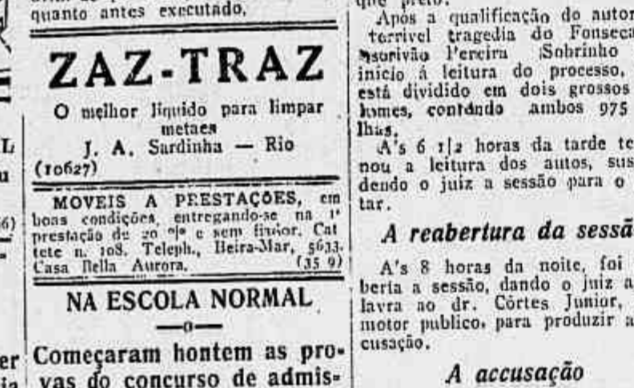 quanto antes executado.
ZAZ-TRAZ
O melhor liquido para limpar
metaes
J. A. Sardinha — Rio
(10627)
MOVEIS A PRESTAÇÕES, em
boas condições, entregando-se na 1ª
prestação de 20 °|° e sem fiador. Cat
tete n. 108. Teleph., Beira-Mar, 5633.
Casa Bella Aurora. (35 9)
NA ESCOLA NORMAL
—o—
Começaram hontem as pro-
vas do concurso de admis-
que preto.
Após a qualificação do autor
terrivel tragedia do Fonseca
escrivão Pereira Sobrinho
inicio á leitura do processo,
está dividido em dois grossos
lumes, contando ambos 975
lhas.
A's 6 1|2 horas da tarde te
nou a leitura dos autos, sus
dendo o juiz a sessão para o
tar.
A reabertura da sessã
A's 8 horas da noite, foi
berta a sessão, dando o juiz a
lavra ao dr. Côrtes Junior,
motor publico, para produzir a
cusação.
A accusação